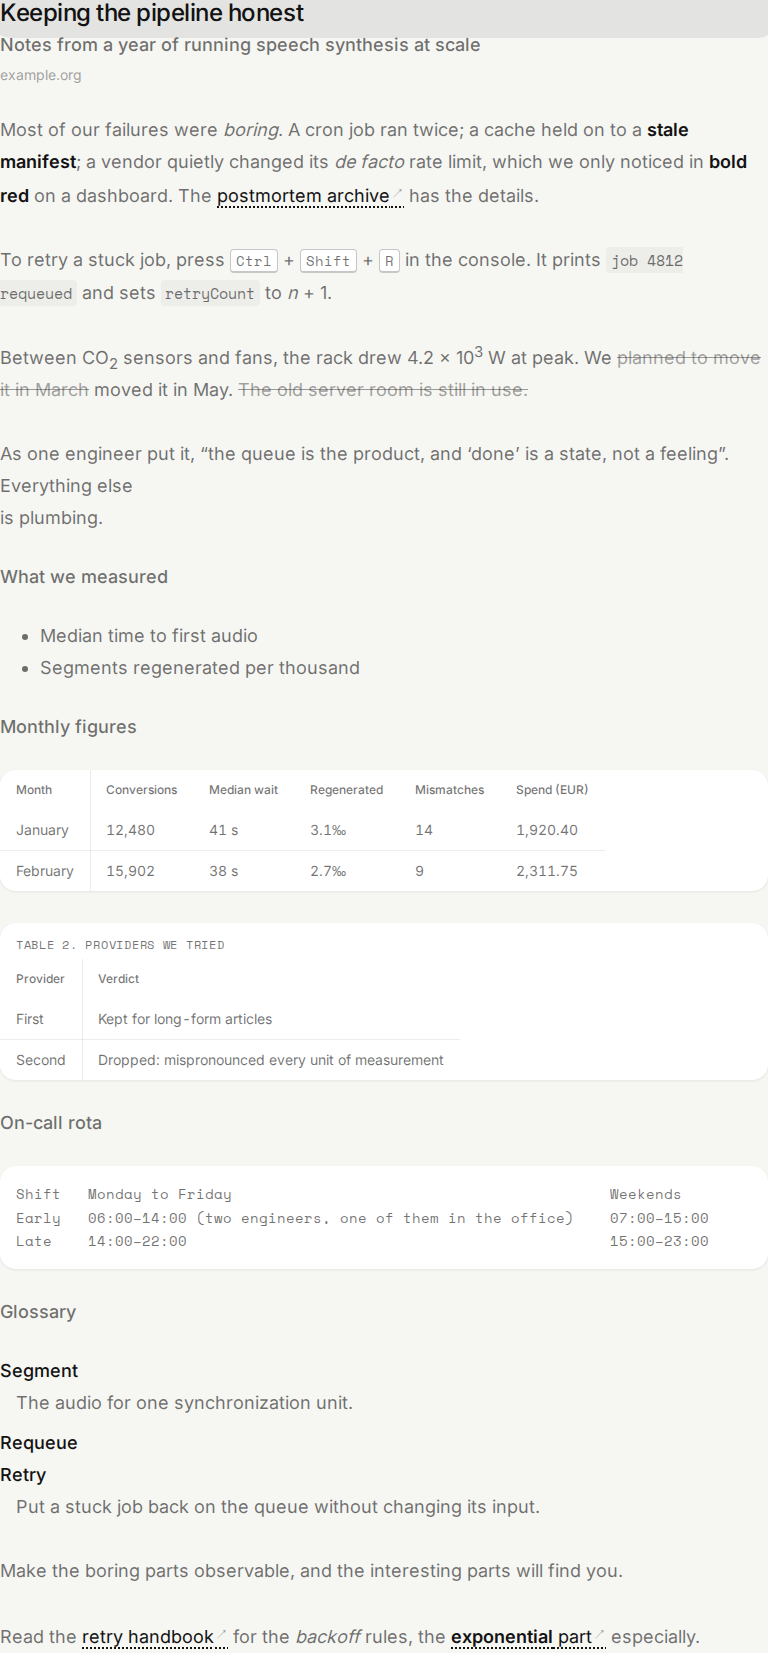 Keeping the pipeline honest
Notes from a year of running speech synthesis at scale
example.org
Most of our failures were boring. A cron job ran twice; a cache held on to a stale
manifest; a vendor quietly changed its de facto rate limit, which we only noticed in bold
red on a dashboard. The postmortem archive↗ has the details.
To retry a stuck job, press Ctrl + Shift + R in the console. It prints job 4812
requeued and sets retryCount to n + 1.
Between CO₂ sensors and fans, the rack drew 4.2 × 10³ W at peak. We planned to move
it in March moved it in May. The old server room is still in use.
As one engineer put it, “the queue is the product, and ‘done’ is a state, not a feeling”.
Everything else
is plumbing.
What we measured
• Median time to first audio
• Segments regenerated per thousand
Monthly figures
Month Conversions Median wait Regenerated Mismatches Spend (EUR)
January 12,480 41 s 3.1‰ 14 1,920.40
February 15,902 38 s 2.7‰ 9 2,311.75
TABLE 2. PROVIDERS WE TRIED
Provider Verdict
First Kept for long-form articles
Second Dropped: mispronounced every unit of measurement
On-call rota
Shift Monday to Friday Weekends
Early 06:00–14:00 (two engineers, one of them in the office) 07:00–15:00
Late 14:00–22:00 15:00–23:00
Glossary
Segment
The audio for one synchronization unit.
Requeue
Retry
Put a stuck job back on the queue without changing its input.
Make the boring parts observable, and the interesting parts will find you.
Read the retry handbook↗ for the backoff rules, the exponential part↗ especially.